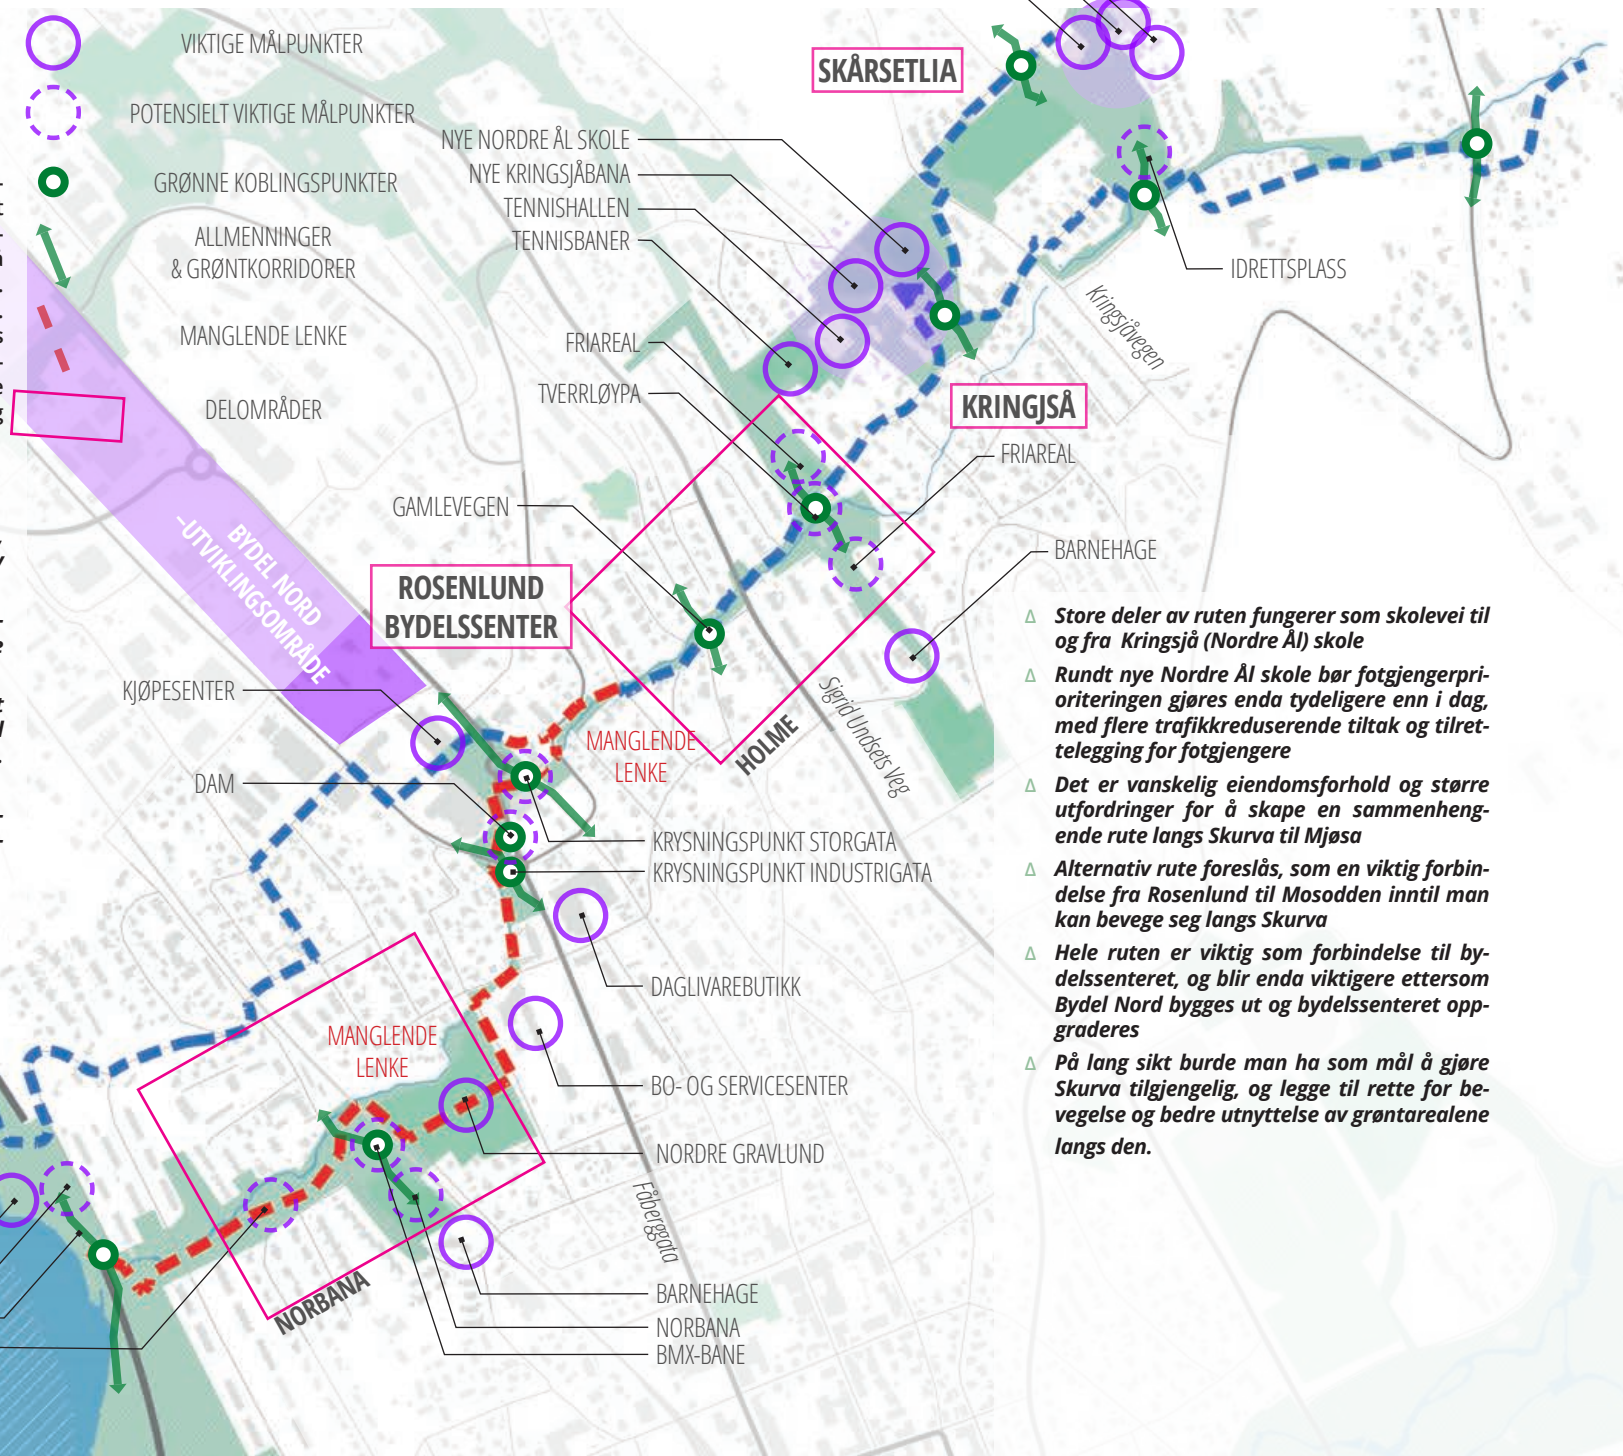 VIKTIGE MÅLPUNKTER
POTENSIELT VIKTIGE MÅLPUNKTER
GRØNNE KOBLINGSPUNKTER
ALLMENNINGER
& GRØNTKORRIDORER
MANGLENDE LENKE
DELOMRÅDER
BYDEL NORD
-UTVIKLINGSOMRÅDE
SKÅRSETLIA
NYE NORDRE ÅL SKOLE
NYE KRINGSJÅBANA
TENNISHALLEN
TENNISBANER
IDRETTSPLASS
Kringsjåvegen
FRIAREAL
TVERRLØYPA
KRINGJSÅ
FRIAREAL
GAMLEVEGEN
BARNEHAGE
ROSENLUND
BYDELSSENTER
KJØPESENTER
MANGLENDE
LENKE
HOLME
Sigrid Undsets Veg
DAM
KRYSNINGSPUNKT STORGATA
KRYSNINGSPUNKT INDUSTRIGATA
DAGLIVAREBUTIKK
MANGLENDE
LENKE
BO- OG SERVICESENTER
NORDRE GRAVLUND
Fåberggata
NORBANA
BARNEHAGE
NORBANA
BMX-BANE
Δ Store deler av ruten fungerer som skolevei til
og fra Kringsjå (Nordre Ål) skole
Δ Rundt nye Nordre Ål skole bør fotgjengerpri-
oriteringen gjøres enda tydeligere enn i dag,
med flere trafikkreduserende tiltak og tilret-
telegging for fotgjengere
Δ Det er vanskelig eiendomsforhold og større
utfordringer for å skape en sammenheng-
ende rute langs Skurva til Mjøsa
Δ Alternativ rute foreslås, som en viktig forbin-
delse fra Rosenlund til Mosodden inntil man
kan bevege seg langs Skurva
Δ Hele ruten er viktig som forbindelse til by-
delssenteret, og blir enda viktigere ettersom
Bydel Nord bygges ut og bydelssenteret opp-
graderes
Δ På lang sikt burde man ha som mål å gjøre
Skurva tilgjengelig, og legge til rette for be-
vegelse og bedre utnyttelse av grøntarealene
langs den.